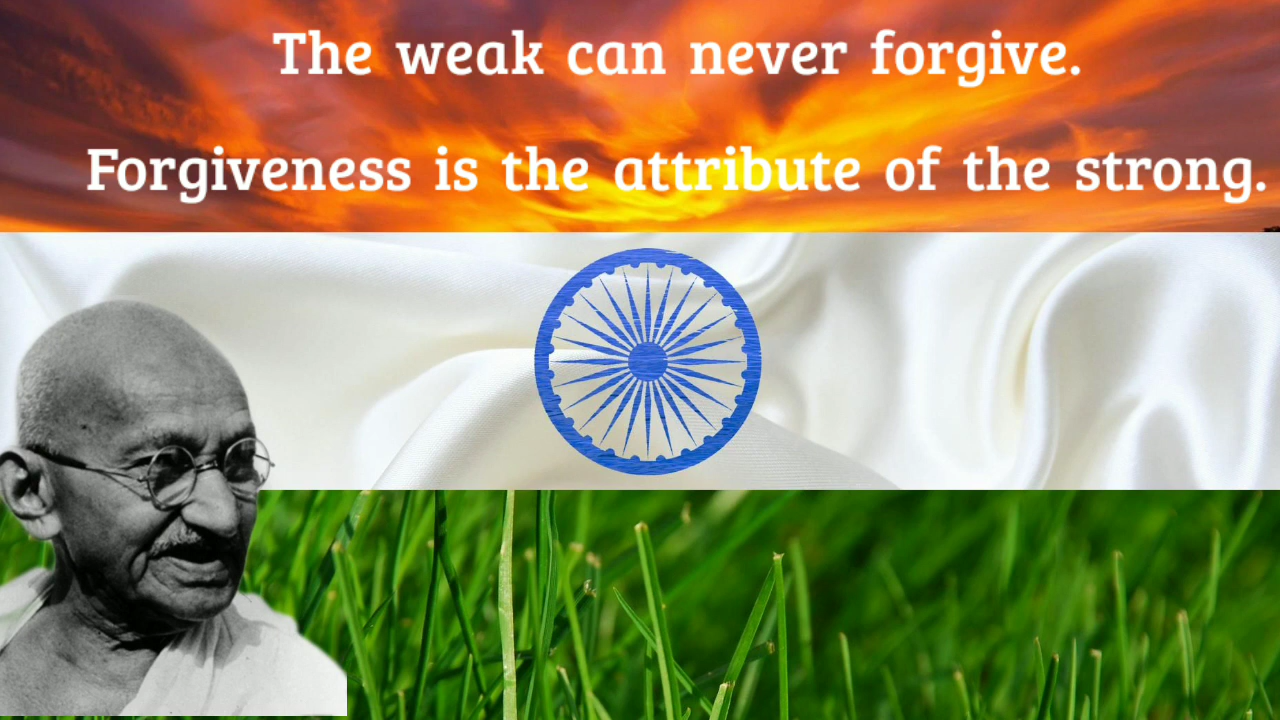 The weak can never forgive.
Forgiveness is the attribute of the strong.